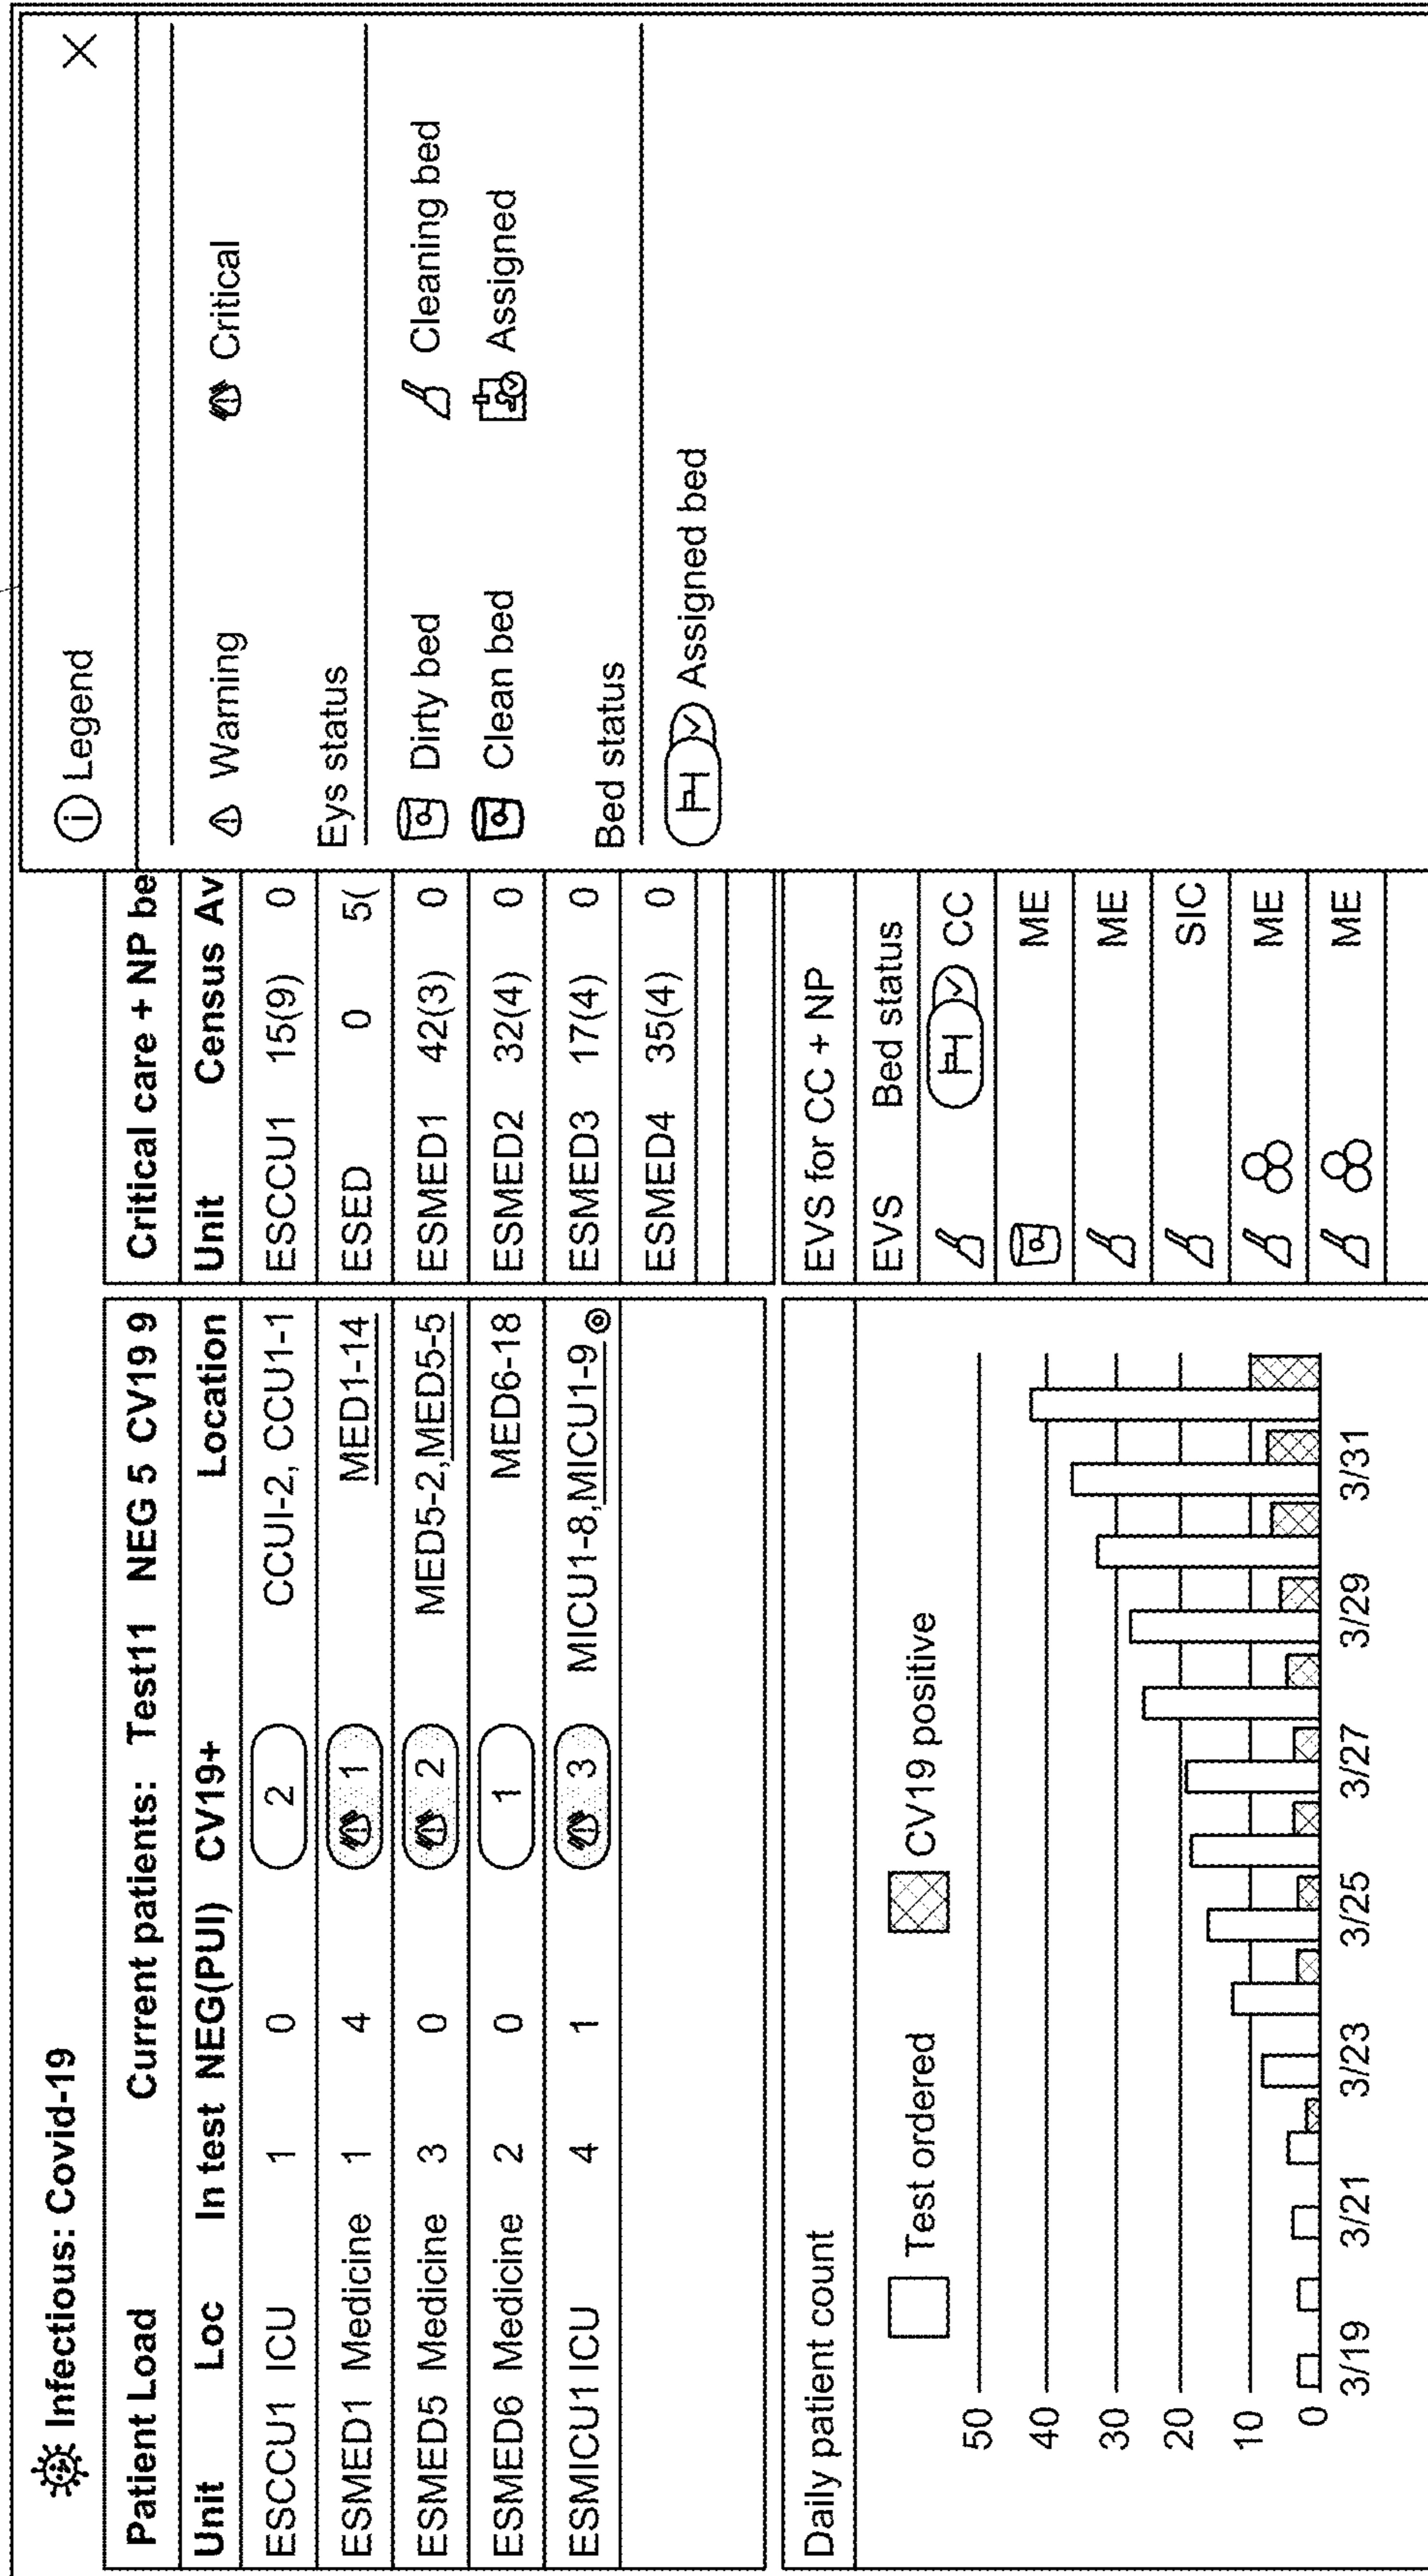 Infectious: Covid-19
Patient Load Current patients: Test11 NEG 5 CV19 9
Unit Loc In test NEG(PUI) CV19+ Location
ESCCU1 ICU 1 0 2 CCUI-2, CCU1-1
ESMED1 Medicine 1 4 1 MED1-14
ESMED5 Medicine 3 0 2 MED5-2,MED5-5
ESMED6 Medicine 2 0 1 MED6-18
ESMICU1 ICU 4 1 3 MICU1-8,MICU1-9
Critical care + NP be
Unit Census Av
ESCCU1 15(9) 0
ESED 0 5(
ESMED1 42(3) 0
ESMED2 32(4) 0
ESMED3 17(4) 0
ESMED4 35(4) 0
i Legend X
Warning Critical
Eys status
Dirty bed Cleaning bed
Clean bed Assigned
Bed status
Assigned bed
Daily patient count
Test ordered CV19 positive
50
40
30
20
10
0
3/19 3/21 3/23 3/25 3/27 3/29 3/31
EVS for CC + NP
EVS Bed status
CC
ME
ME
SIC
ME
ME